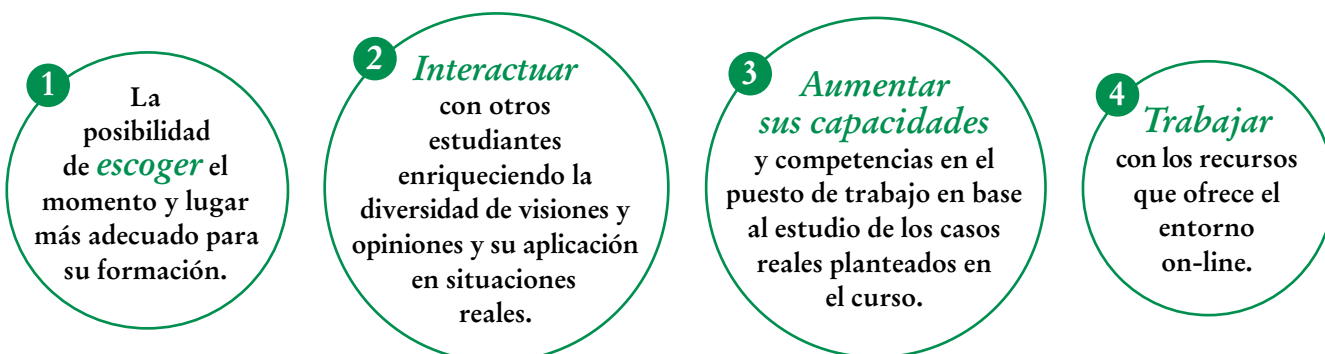 1
La
posibilidad
de escoger el
momento y lugar
más adecuado para
su formación.
2
Interactuar
con otros
estudiantes
enriqueciendo la
diversidad de visiones y
opiniones y su aplicación
en situaciones
reales.
3
Aumentar
sus capacidades
y competencias en el
puesto de trabajo en base
al estudio de los casos
reales planteados en
el curso.
4
Trabajar
con los recursos
que ofrece el
entorno
on-line.